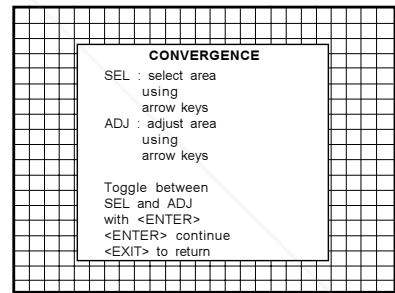 CONVERGENCE
SEL : select area
using
arrow keys
ADJ : adjust area
using
arrow keys
Toggle between
SEL and ADJ
with <ENTER>
<ENTER> continue
<EXIT> to return